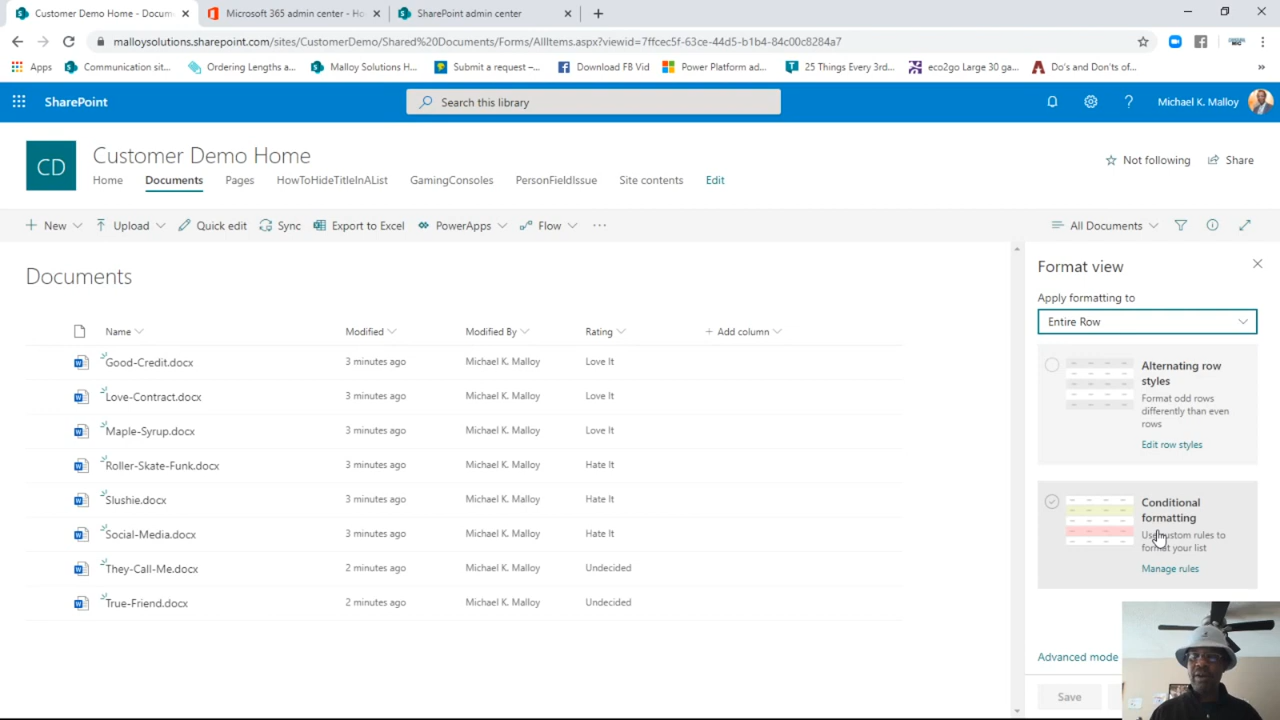 Customer Demo Home - Docume
Microsoft 365 admin center - Ho
SharePoint admin center
malloysolutions.sharepoint.com/sites/CustomerDemo/Shared%20Documents/Forms/AllItems.aspx?viewid=7ffcec5f-63ce-44d5-b1b4-84c00c8284a7
Apps Communication sit... Ordering Lengths a... Malloy Solutions H... Submit a request –... Download FB Vid Power Platform ad... 25 Things Every 3rd... eco2go Large 30 ga... Do's and Don'ts of...
SharePoint Search this library ? Michael K. Malloy
CD Customer Demo Home
Not following Share
Home Documents Pages HowToHideTitleInAList GamingConsoles PersonFieldIssue Site contents Edit
+ New Upload Quick edit Sync Export to Excel PowerApps Flow ... All Documents
Documents
Name Modified Modified By Rating + Add column
Good-Credit.docx 3 minutes ago Michael K. Malloy Love It
Love-Contract.docx 3 minutes ago Michael K. Malloy Love It
Maple-Syrup.docx 3 minutes ago Michael K. Malloy Love It
Roller-Skate-Funk.docx 3 minutes ago Michael K. Malloy Hate It
Slushie.docx 3 minutes ago Michael K. Malloy Hate It
Social-Media.docx 3 minutes ago Michael K. Malloy Hate It
They-Call-Me.docx 2 minutes ago Michael K. Malloy Undecided
True-Friend.docx 2 minutes ago Michael K. Malloy Undecided
Format view
Apply formatting to
Entire Row
Alternating row
styles
Format odd rows
differently than even
rows
Edit row styles
Conditional
formatting
Use custom rules to
format your list
Manage rules
Advanced mode
Save